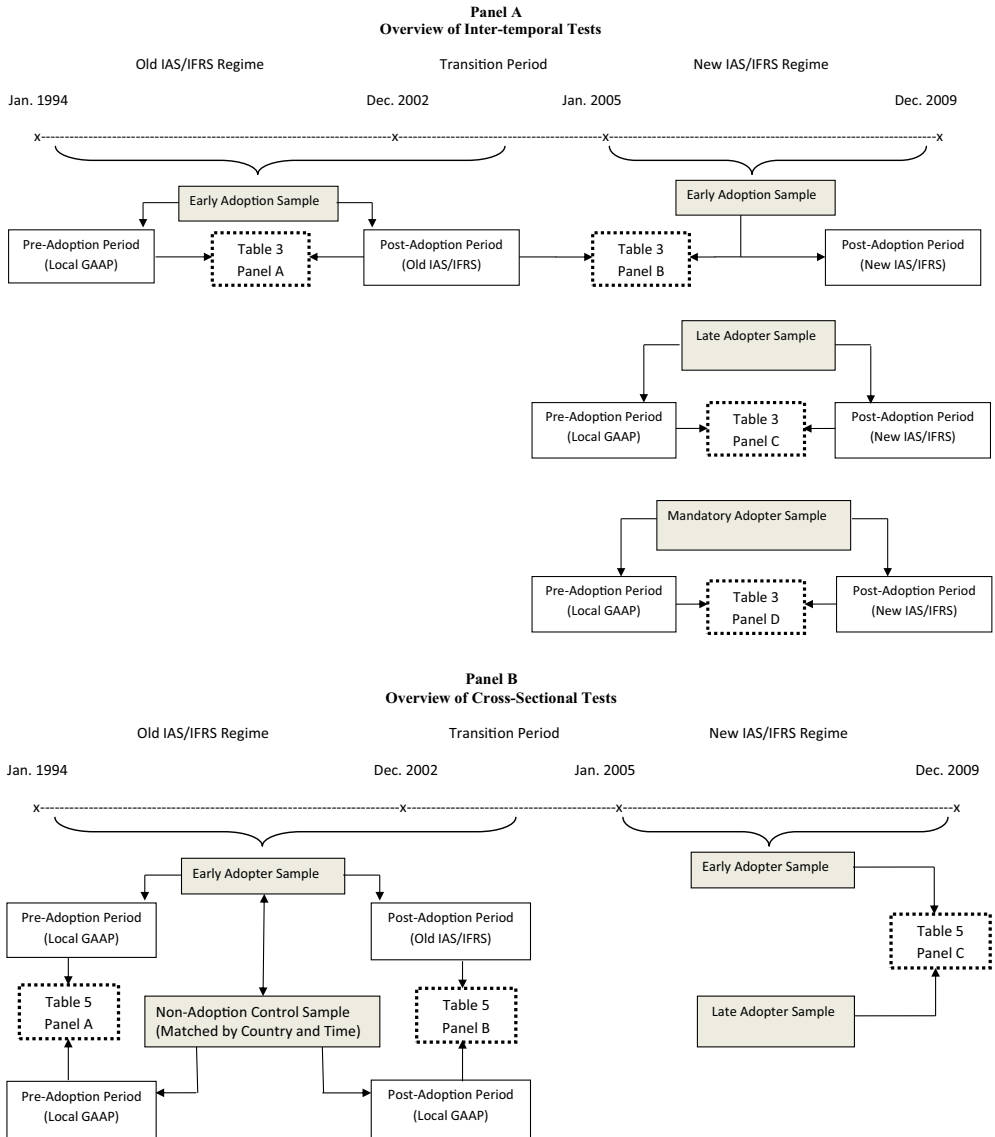 Panel A
Overview of Inter-temporal Tests
Old IAS/IFRS Regime Transition Period New IAS/IFRS Regime
Jan. 1994 Dec. 2002 Jan. 2005 Dec. 2009
x x x x
Early Adoption Sample
Early Adoption Sample
Pre-Adoption Period
(Local GAAP)
Table 3
Panel A
Post-Adoption Period
(Old IAS/IFRS)
Table 3
Panel B
Post-Adoption Period
(New IAS/IFRS)
Late Adopter Sample
Pre-Adoption Period
(Local GAAP)
Table 3
Panel C
Post-Adoption Period
(New IAS/IFRS)
Mandatory Adopter Sample
Pre-Adoption Period
(Local GAAP)
Table 3
Panel D
Post-Adoption Period
(New IAS/IFRS)
Panel B
Overview of Cross-Sectional Tests
Old IAS/IFRS Regime Transition Period New IAS/IFRS Regime
Jan. 1994 Dec. 2002 Jan. 2005 Dec. 2009
x x x x
Early Adopter Sample
Early Adopter Sample
Pre-Adoption Period
(Local GAAP)
Post-Adoption Period
(Old IAS/IFRS)
Table 5
Panel C
Table 5
Panel A
Non-Adoption Control Sample
(Matched by Country and Time)
Table 5
Panel B
Late Adopter Sample
Pre-Adoption Period
(Local GAAP)
Post-Adoption Period
(Local GAAP)